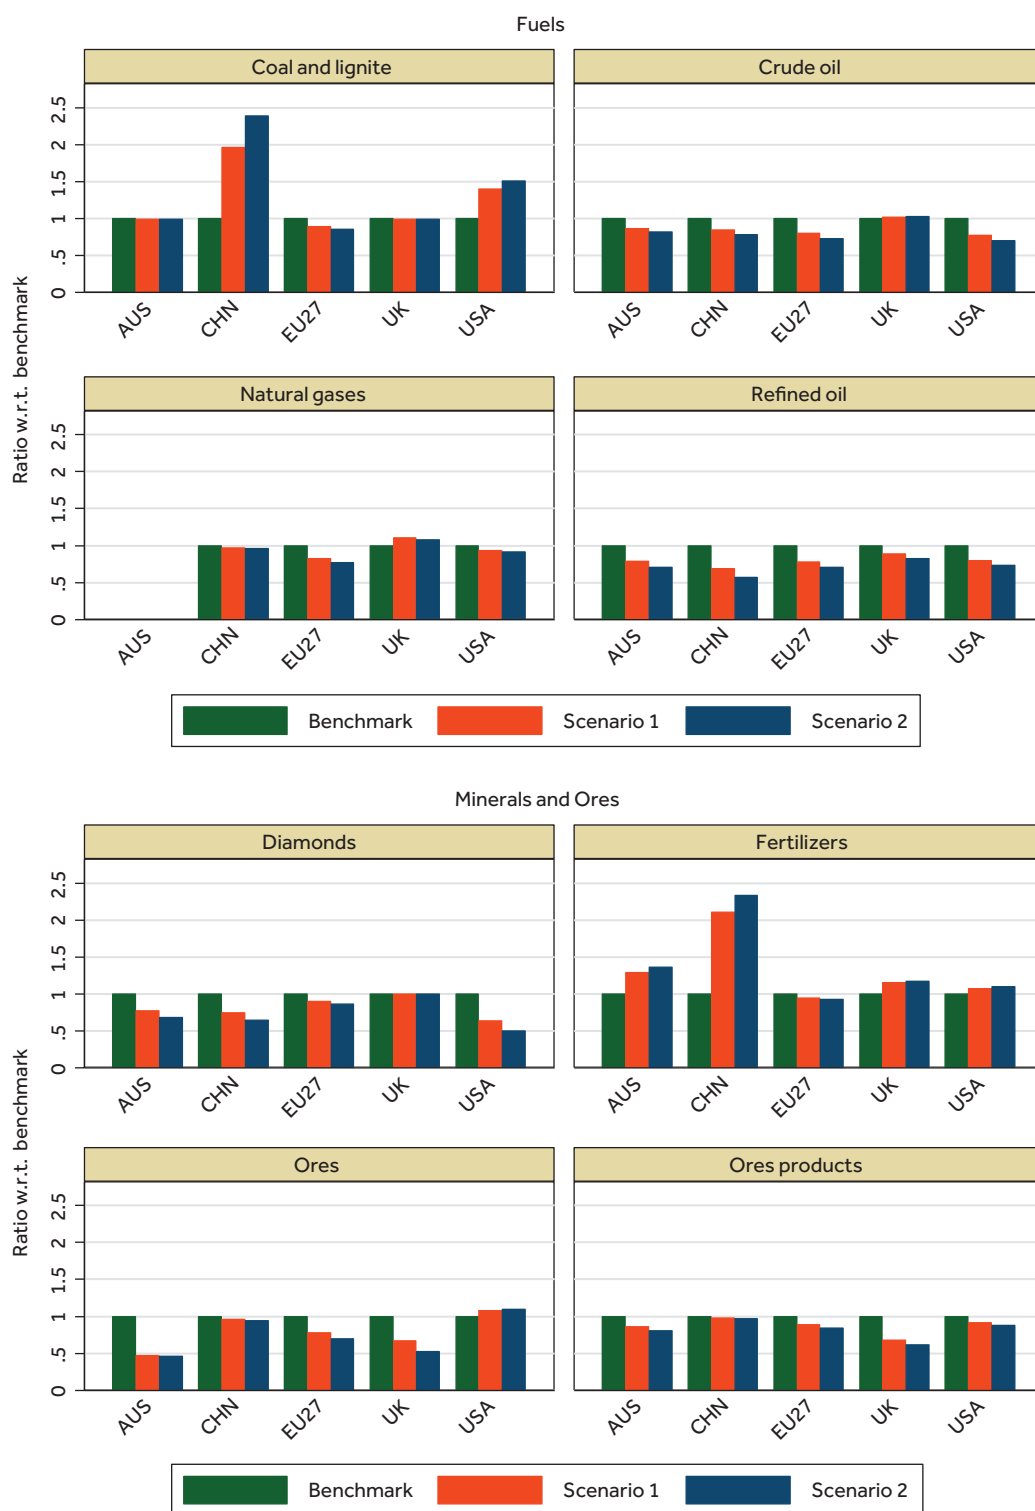 Fuels
Coal and lignite
Crude oil
Ratio w.r.t. benchmark
2.5
2
1.5
1
.5
0
AUS
CHN
EU27
UK
USA
AUS
CHN
EU27
UK
USA
Natural gases
Refined oil
2.5
2
1.5
1
.5
0
AUS
CHN
EU27
UK
USA
AUS
CHN
EU27
UK
USA
Benchmark Scenario 1 Scenario 2
Minerals and Ores
Diamonds
Fertilizers
Ratio w.r.t. benchmark
2.5
2
1.5
1
.5
0
AUS
CHN
EU27
UK
USA
AUS
CHN
EU27
UK
USA
Ores
Ores products
2.5
2
1.5
1
.5
0
AUS
CHN
EU27
UK
USA
AUS
CHN
EU27
UK
USA
Benchmark Scenario 1 Scenario 2